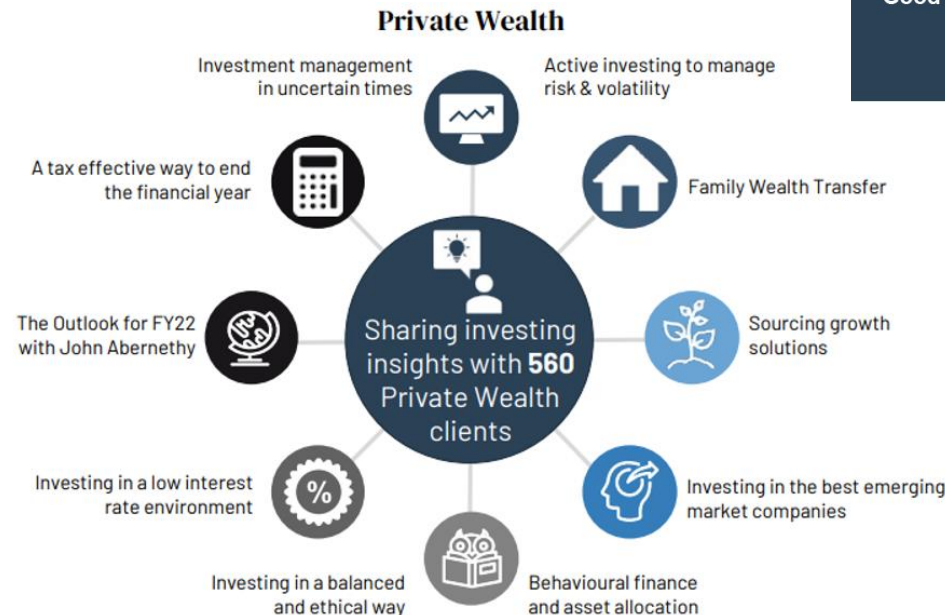 Private Wealth
Investment management
in uncertain times
Active investing to manage
risk & volatility
A tax effective way to end
the financial year
Family Wealth Transfer
The Outlook for FY22
with John Abernethy
Sharing investing
insights with 560
Private Wealth
clients
Sourcing growth
solutions
Investing in a low interest
rate environment
%
Investing in the best emerging
market companies
Investing in a balanced
and ethical way
Behavioural finance
and asset allocation